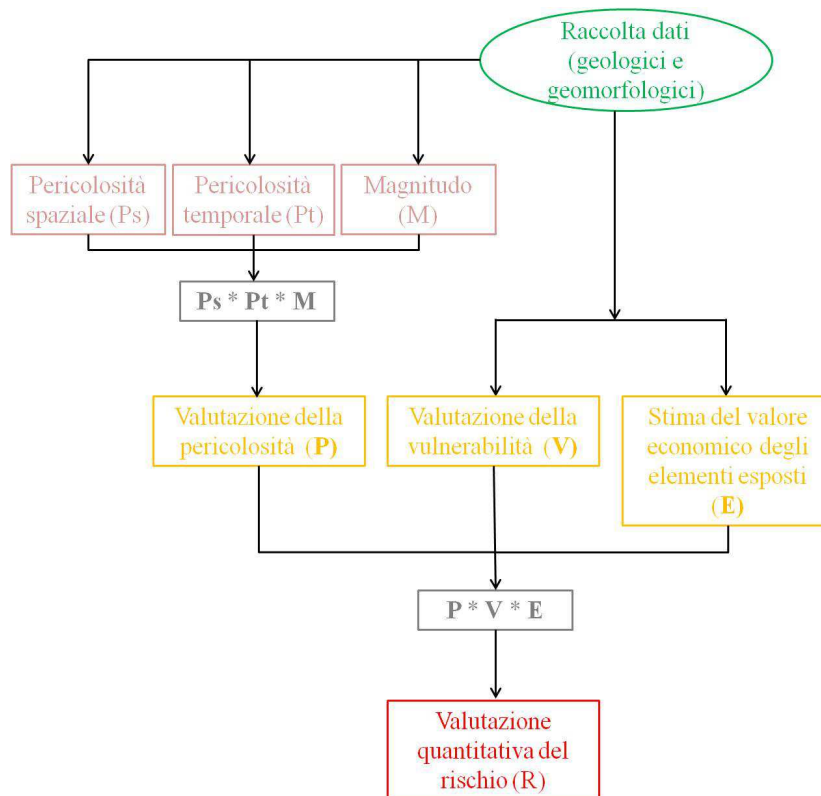 Raccolta dati
(geologici e
geomorfologici)
Pericolosità
spaziale (Ps)
Pericolosità
temporale (Pt)
Magnitudo
(M)
Ps * Pt * M
Valutazione della
pericolosità (P)
Valutazione della
vulnerabilità (V)
Stima del valore
economico degli
elementi esposti
(E)
P * V * E
Valutazione
quantitativa del
rischio (R)